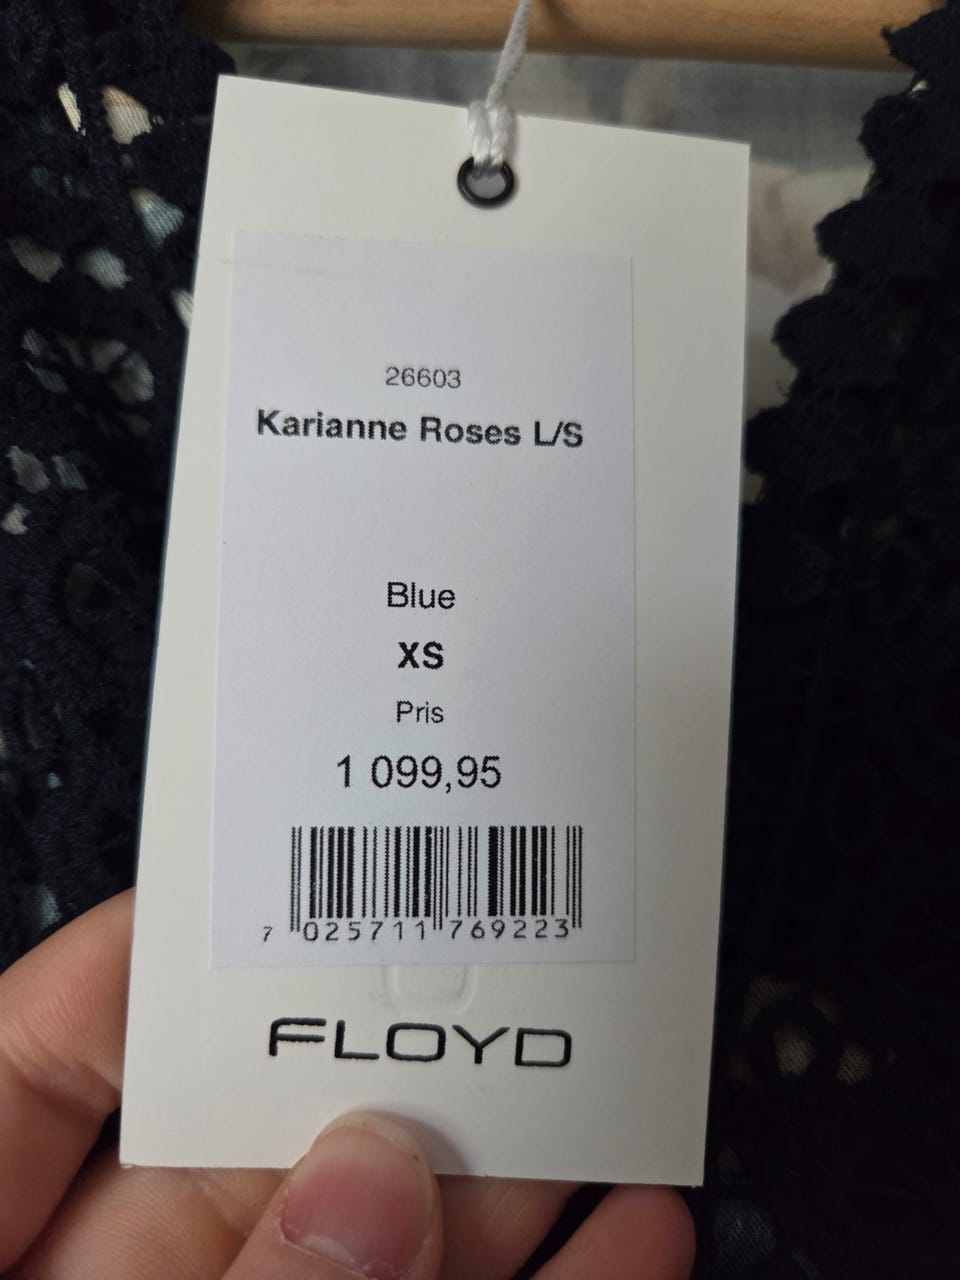 26603
Karianne Roses L/S
Blue
XS
Pris
1 099,95
7 025711 769223
FLOYD